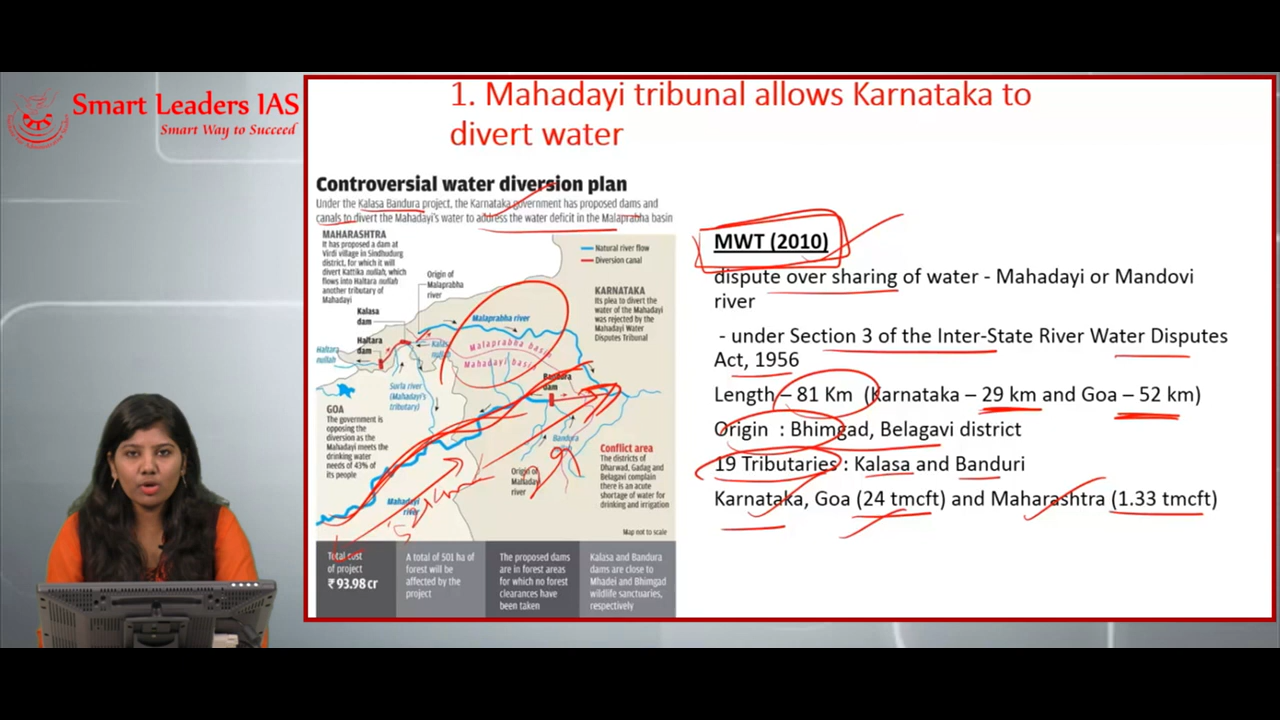 Smart Leaders IAS
Smart Way to Succeed
1. Mahadayi tribunal allows Karnataka to
divert water
Controversial water diversion plan
Under the Kalasa Bandura project, the Karnataka government has proposed dams and
canals to divert the Mahadayi's water to address the water deficit in the Malaprabha basin
MAHARASHTRA
It has proposed a dam at
Virdi village in Sindhudurg
district, for which it will
divert Kattika nullah, which
flows into Haltara nullah
another tributary of
Mahadayi
Origin of
Malaprabha
river
Natural river flow
Diversion canal
KARNATAKA
Its plea to divert the
water of the Mahadayi
was rejected by the
Mahadayi Water
Disputes Tribunal
Kalasa
dam
Malaprabha river
Haltara
dam
Haltara
nullah
Malaprabha basin
Mahadayi basin
Surla river
(Mahadayi's
tributary)
dam
GOA
The government is
opposing the
diversion as the
Mahadayi meets the
drinking water
needs of 43% of
its people
Bandura
Origin of
river
Conflict area
The districts of
Dharwad, Gadag and
Belagavi complain
there is an acute
shortage of water for
drinking and irrigation
Mahadayi
river
Map not to scale
Total cost
of project
₹ 93.98 cr
A total of 501 ha of
forest will be
affected by the
project
The proposed dams
are in forest areas
for which no forest
clearances have
been taken
Kalasa and Bandura
dams are close to
Mhadei and Bhimgad
wildlife sanctuaries,
respectively
MWT (2010)
dispute over sharing of water - Mahadayi or Mandovi
river
- under Section 3 of the Inter-State River Water Disputes
Act, 1956
Length – 81 Km (Karnataka – 29 km and Goa – 52 km)
Origin : Bhimgad, Belagavi district
19 Tributaries : Kalasa and Banduri
Karnataka, Goa (24 tmcft) and Maharashtra (1.33 tmcft)